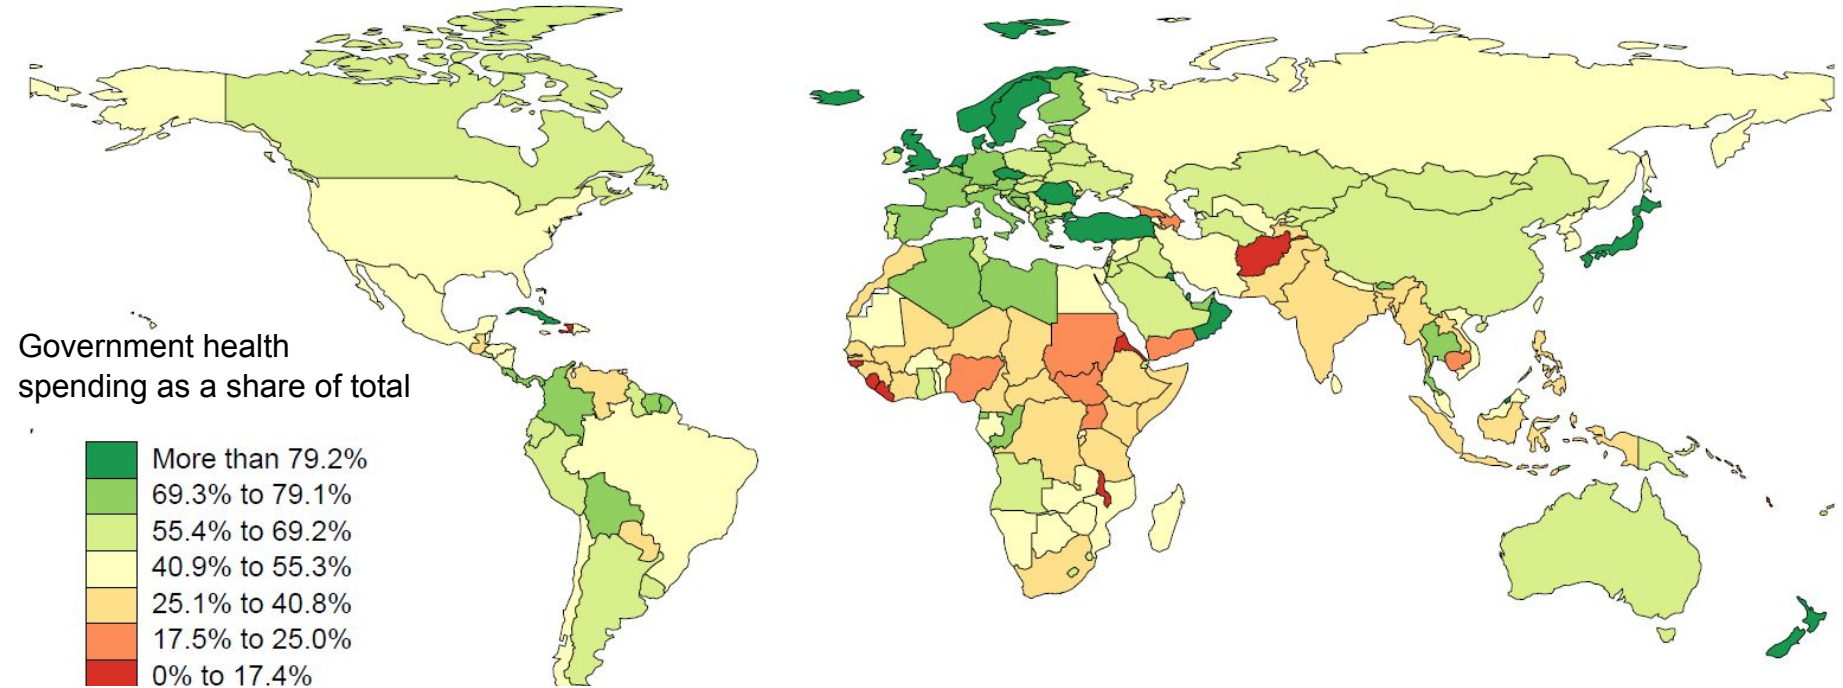 Government health
spending as a share of total
More than 79.2%
69.3% to 79.1%
55.4% to 69.2%
40.9% to 55.3%
25.1% to 40.8%
17.5% to 25.0%
0% to 17.4%